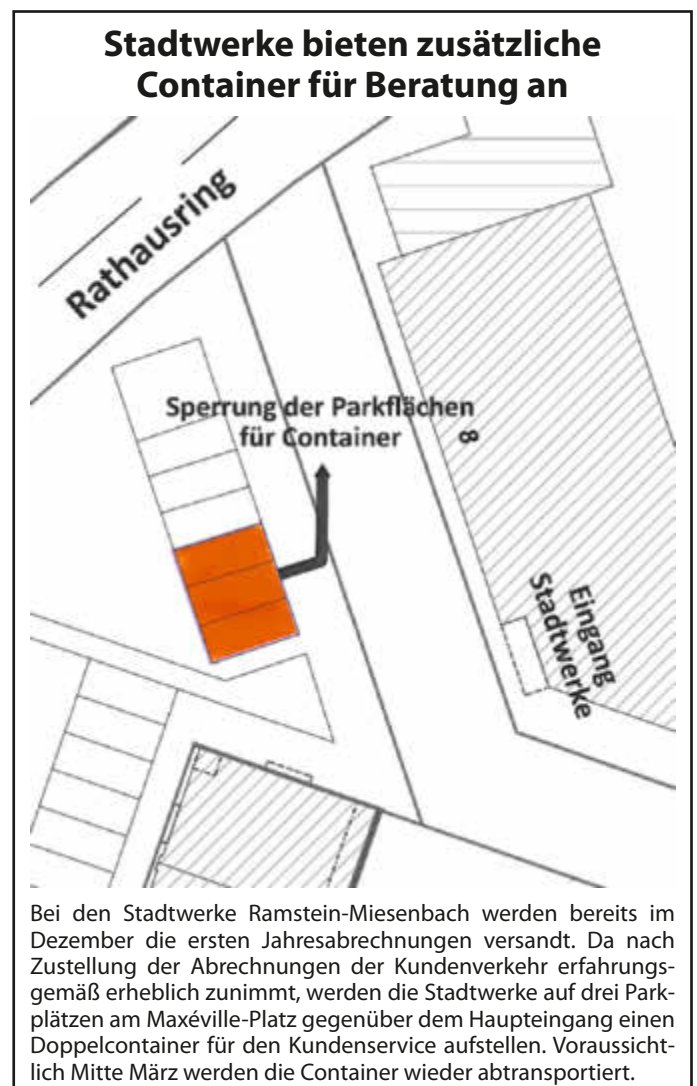 Stadtwerke bieten zusätzliche
Container für Beratung an
Rathausring
Sperrung der Parkflächen
für Container
8
Eingang
Stadtwerke
Bei den Stadtwerke Ramstein-Miesenbach werden bereits im
Dezember die ersten Jahresabrechnungen versandt. Da nach
Zustellung der Abrechnungen der Kundenverkehr erfahrungs-
gemäß erheblich zunimmt, werden die Stadtwerke auf drei Park-
plätzen am Maxéville-Platz gegenüber dem Haupteingang einen
Doppelcontainer für den Kundenservice aufstellen. Voraussicht-
lich Mitte März werden die Container wieder abtransportiert.